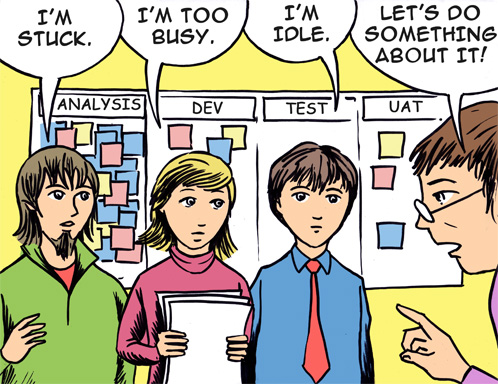 I'M
STUCK.
I'M TOO
BUSY.
I'M
IDLE.
LET'S DO
SOMETHING
ABOUT IT!
ANALYSIS
DEV
TEST
UAT